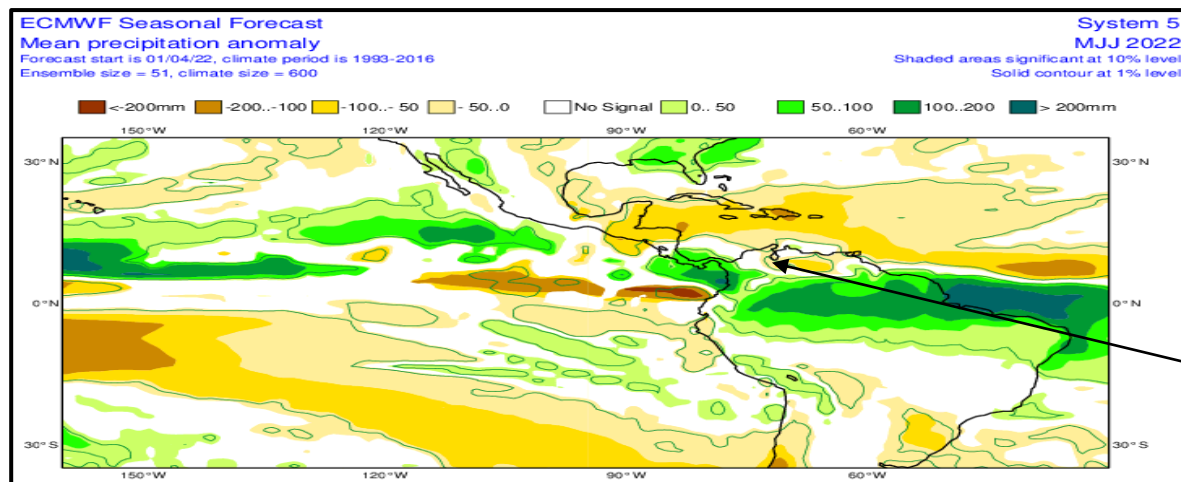 ECMWF Seasonal Forecast
System 5
Mean precipitation anomaly
MJJ 2022
Forecast start is 01/04/22, climate period is 1993-2016
Shaded areas significant at 10% level
Ensemble size = 51, climate size = 600
Solid contour at 1% level
<-200mm -200..-100 -100..- 50 - 50..0 No Signal 0.. 50 50..100 100..200 > 200mm
150°W 120°W 90°W 60°W
30°N 30°N
0°N 0°N
30°S 30°S
150°W 120°W 90°W 60°W